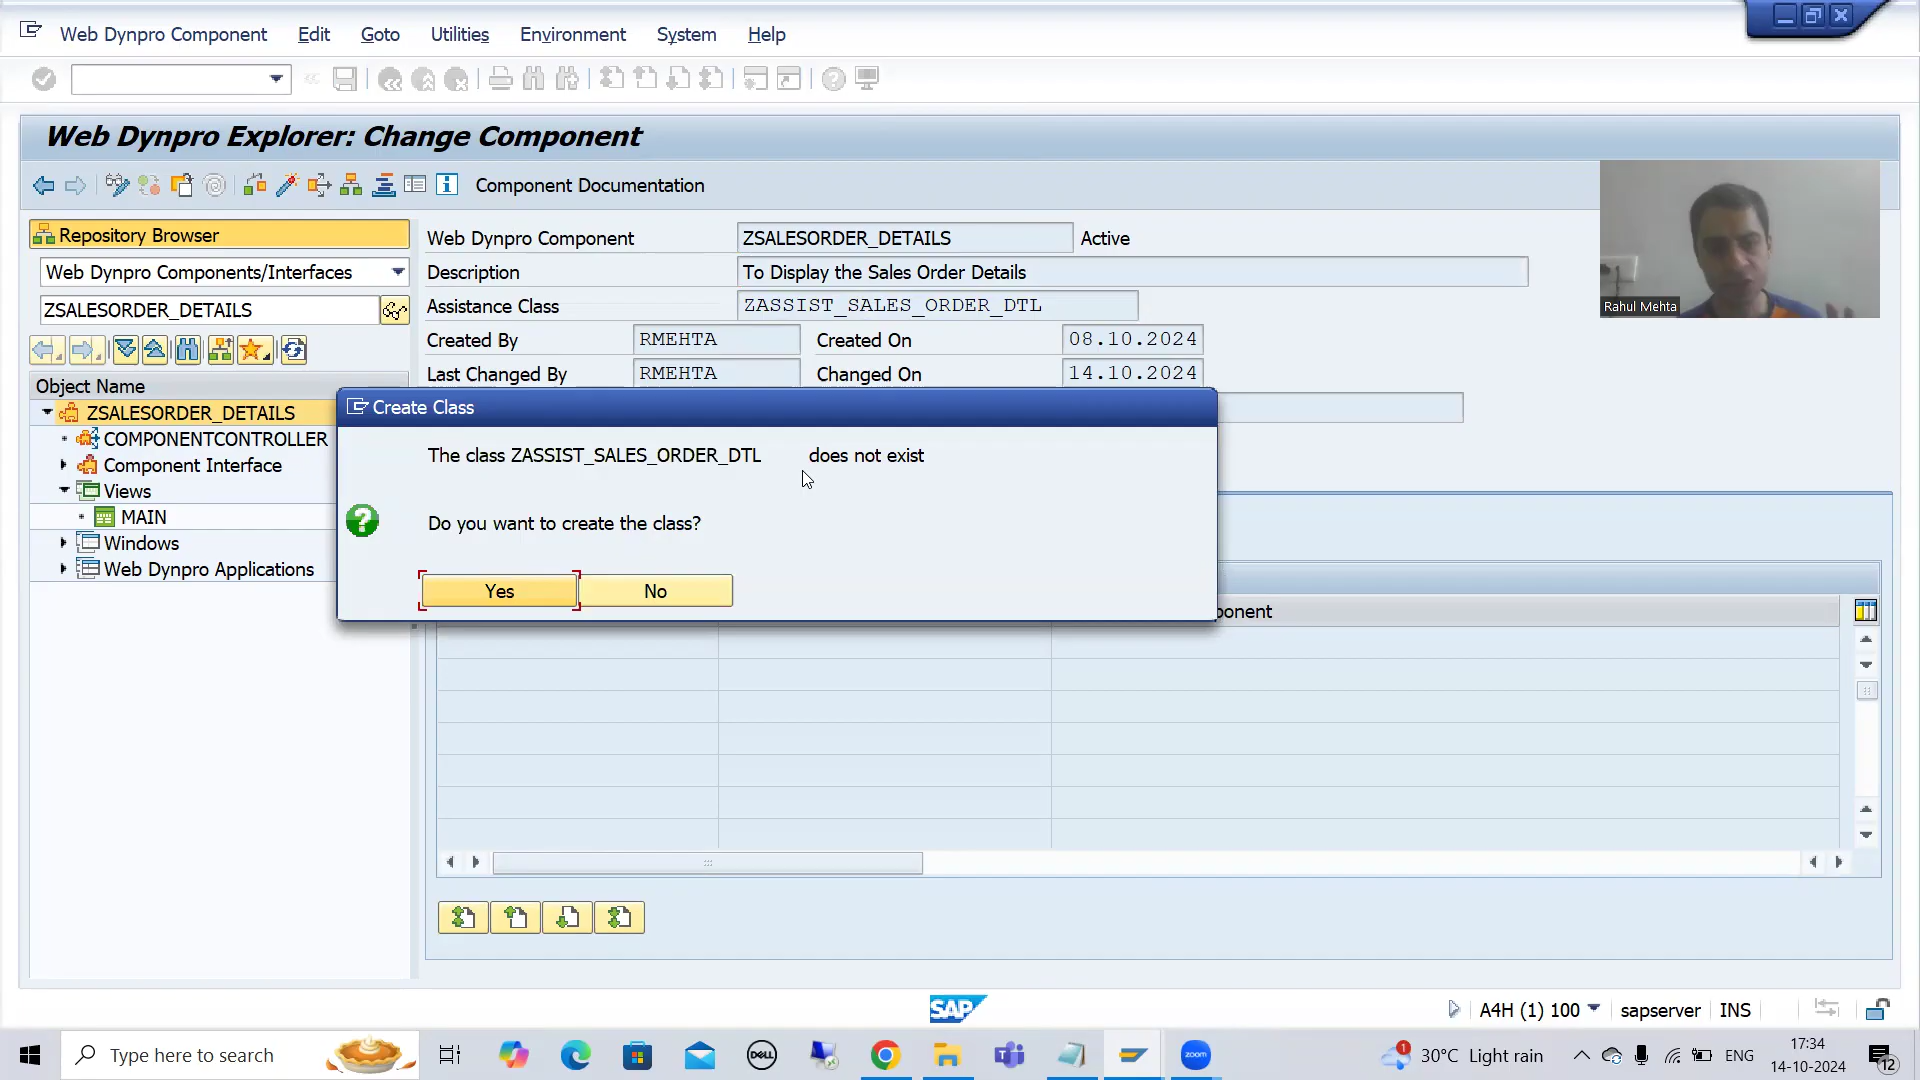 Web Dynpro Component Edit Goto Utilities Environment System Help
Web Dynpro Explorer: Change Component
Component Documentation
Repository Browser
Web Dynpro Components/Interfaces
ZSALESORDER_DETAILS
Object Name
ZSALESORDER_DETAILS
COMPONENTCONTROLLER
Component Interface
Views
MAIN
Windows
Web Dynpro Applications
Web Dynpro Component ZSALESORDER_DETAILS Active
Description To Display the Sales Order Details
Assistance Class ZASSIST_SALES_ORDER_DTL
Created By RMEHTA Created On 08.10.2024
Last Changed By RMEHTA Changed On 14.10.2024
Rahul Mehta
Create Class
The class ZASSIST_SALES_ORDER_DTL does not exist
Do you want to create the class?
Yes No
ponent
SAP A4H (1) 100 sapserver INS
Type here to search DELL zoom 1 30°C Light rain ENG 17:34
14-10-2024 12